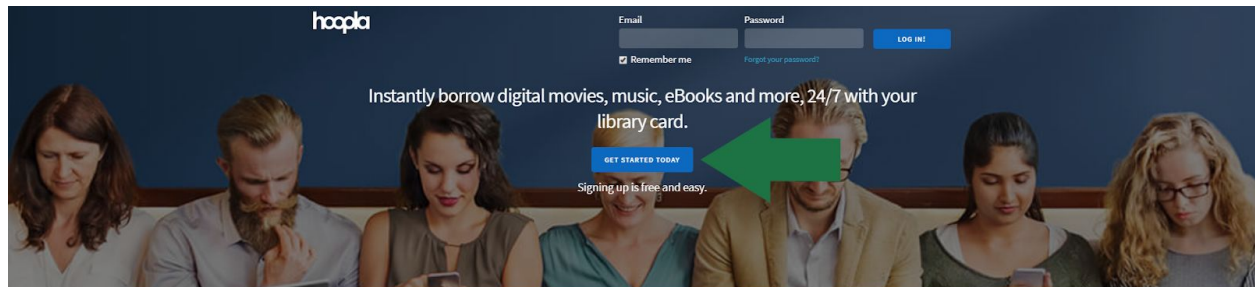 hoopla
Email
Password
LOG IN!
Remember me
Forgot your password?
Instantly borrow digital movies, music, eBooks and more, 24/7 with your
library card.
GET STARTED TODAY
Signing up is free and easy.